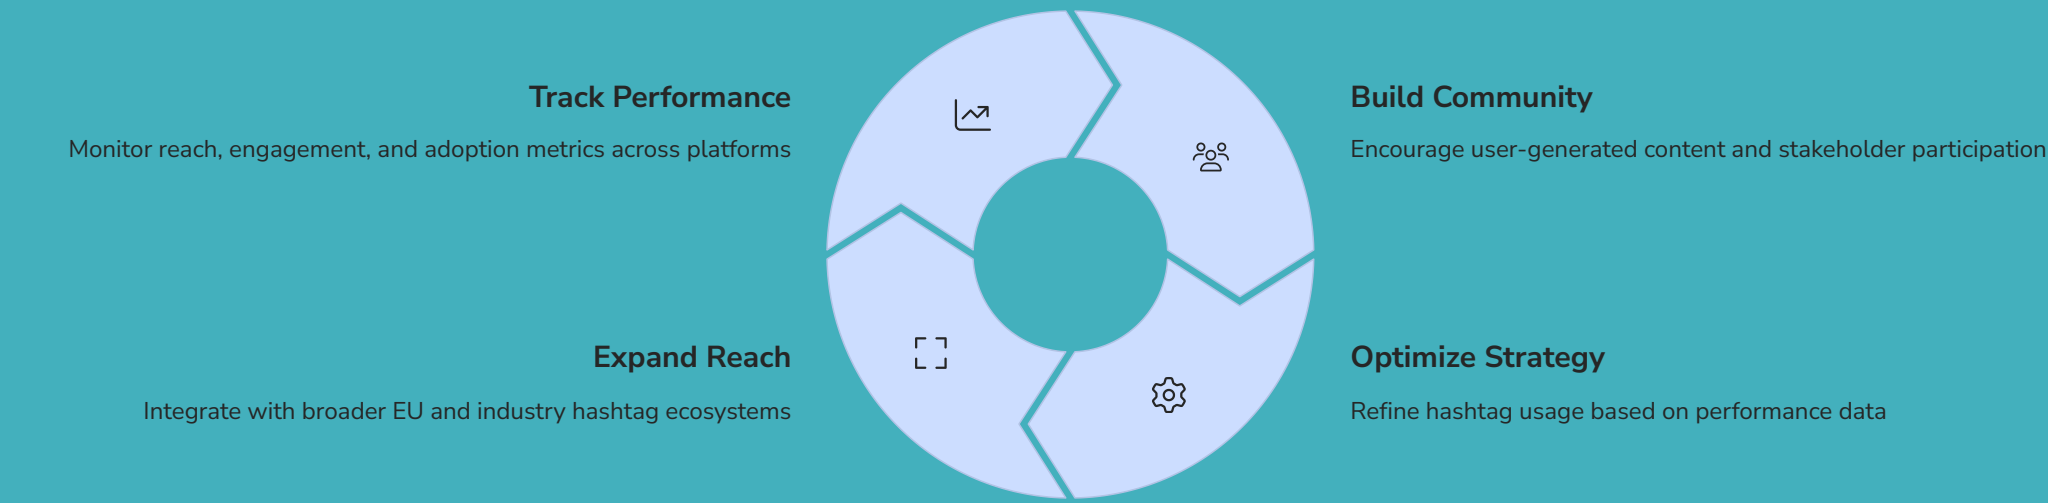 Track Performance
Monitor reach, engagement, and adoption metrics across platforms
Build Community
Encourage user-generated content and stakeholder participation
Expand Reach
Integrate with broader EU and industry hashtag ecosystems
Optimize Strategy
Refine hashtag usage based on performance data